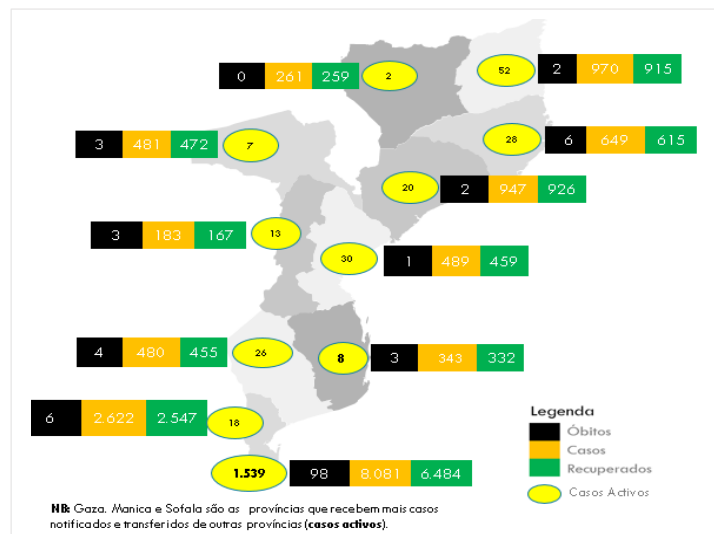 0 261 259 2
52 2 970 915
3 481 472 7
28 6 649 615
20 2 947 926
3 183 167 13
30 1 489 459
4 480 455 26
8 3 343 332
6 2.622 2.547 18
1.539 98 8.081 6.484
Legenda
Óbitos
Casos
Recuperados
Casos Activos
NB: Gaza, Manica e Sofala são as províncias que recebem mais casos
notificados e transferidos de outras províncias (casos activos).